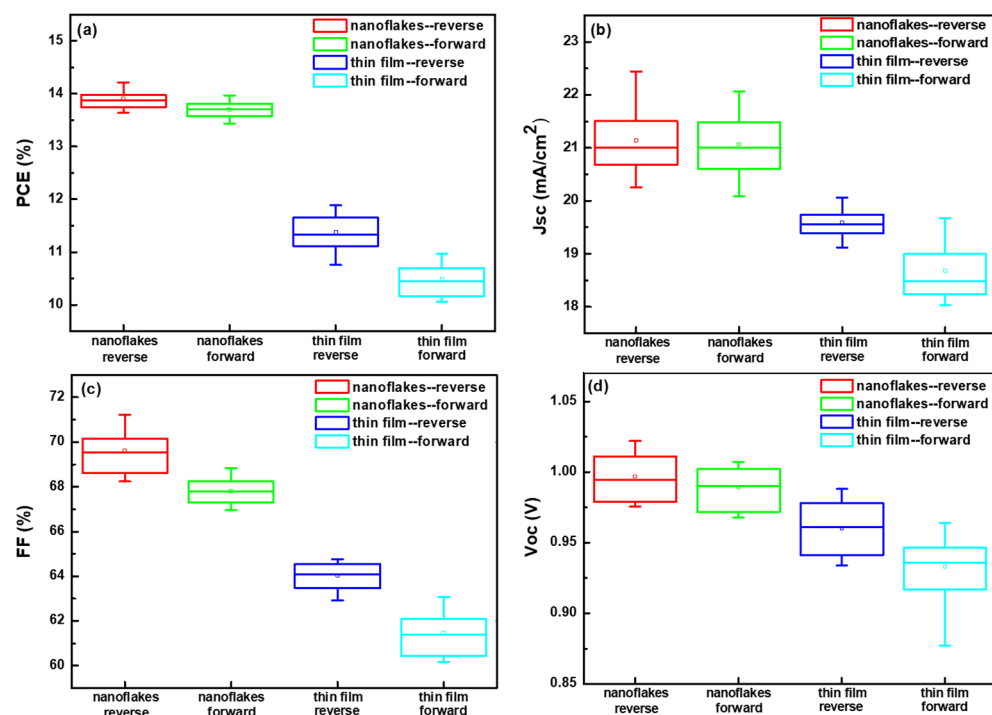 (a)
nanoflakes--reverse
nanoflakes--forward
thin film--reverse
thin film--forward
15
14
13
12
11
10
PCE (%)
nanoflakes
reverse
nanoflakes
forward
thin film
reverse
thin film
forward
(b)
nanoflakes--reverse
nanoflakes--forward
thin film--reverse
thin film--forward
23
22
21
20
19
18
Jsc (mA/cm²)
nanoflakes
reverse
nanoflakes
forward
thin film
reverse
thin film
forward
(c)
nanoflakes--reverse
nanoflakes--forward
thin film--reverse
thin film--forward
72
70
68
66
64
62
60
FF (%)
nanoflakes
reverse
nanoflakes
forward
thin film
reverse
thin film
forward
(d)
nanoflakes--reverse
nanoflakes--forward
thin film--reverse
thin film--forward
1.05
1.00
0.95
0.90
0.85
Voc (V)
nanoflakes
reverse
nanoflakes
forward
thin film
reverse
thin film
forward